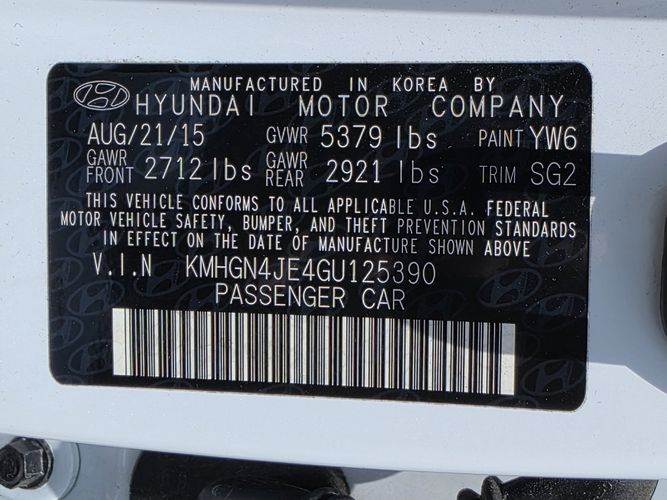 MANUFACTURED IN KOREA BY
HYUNDAI MOTOR COMPANY
AUG/21/15 GVWR 5379 lbs PAINT YW6
GAWR FRONT 2712 lbs GAWR REAR 2921 lbs TRIM SG2
THIS VEHICLE CONFORMS TO ALL APPLICABLE U.S.A. FEDERAL
MOTOR VEHICLE SAFETY, BUMPER, AND THEFT PREVENTION STANDARDS
IN EFFECT ON THE DATE OF MANUFACTURE SHOWN ABOVE.
V.I.N KMHGN4JE4GU125390
PASSENGER CAR